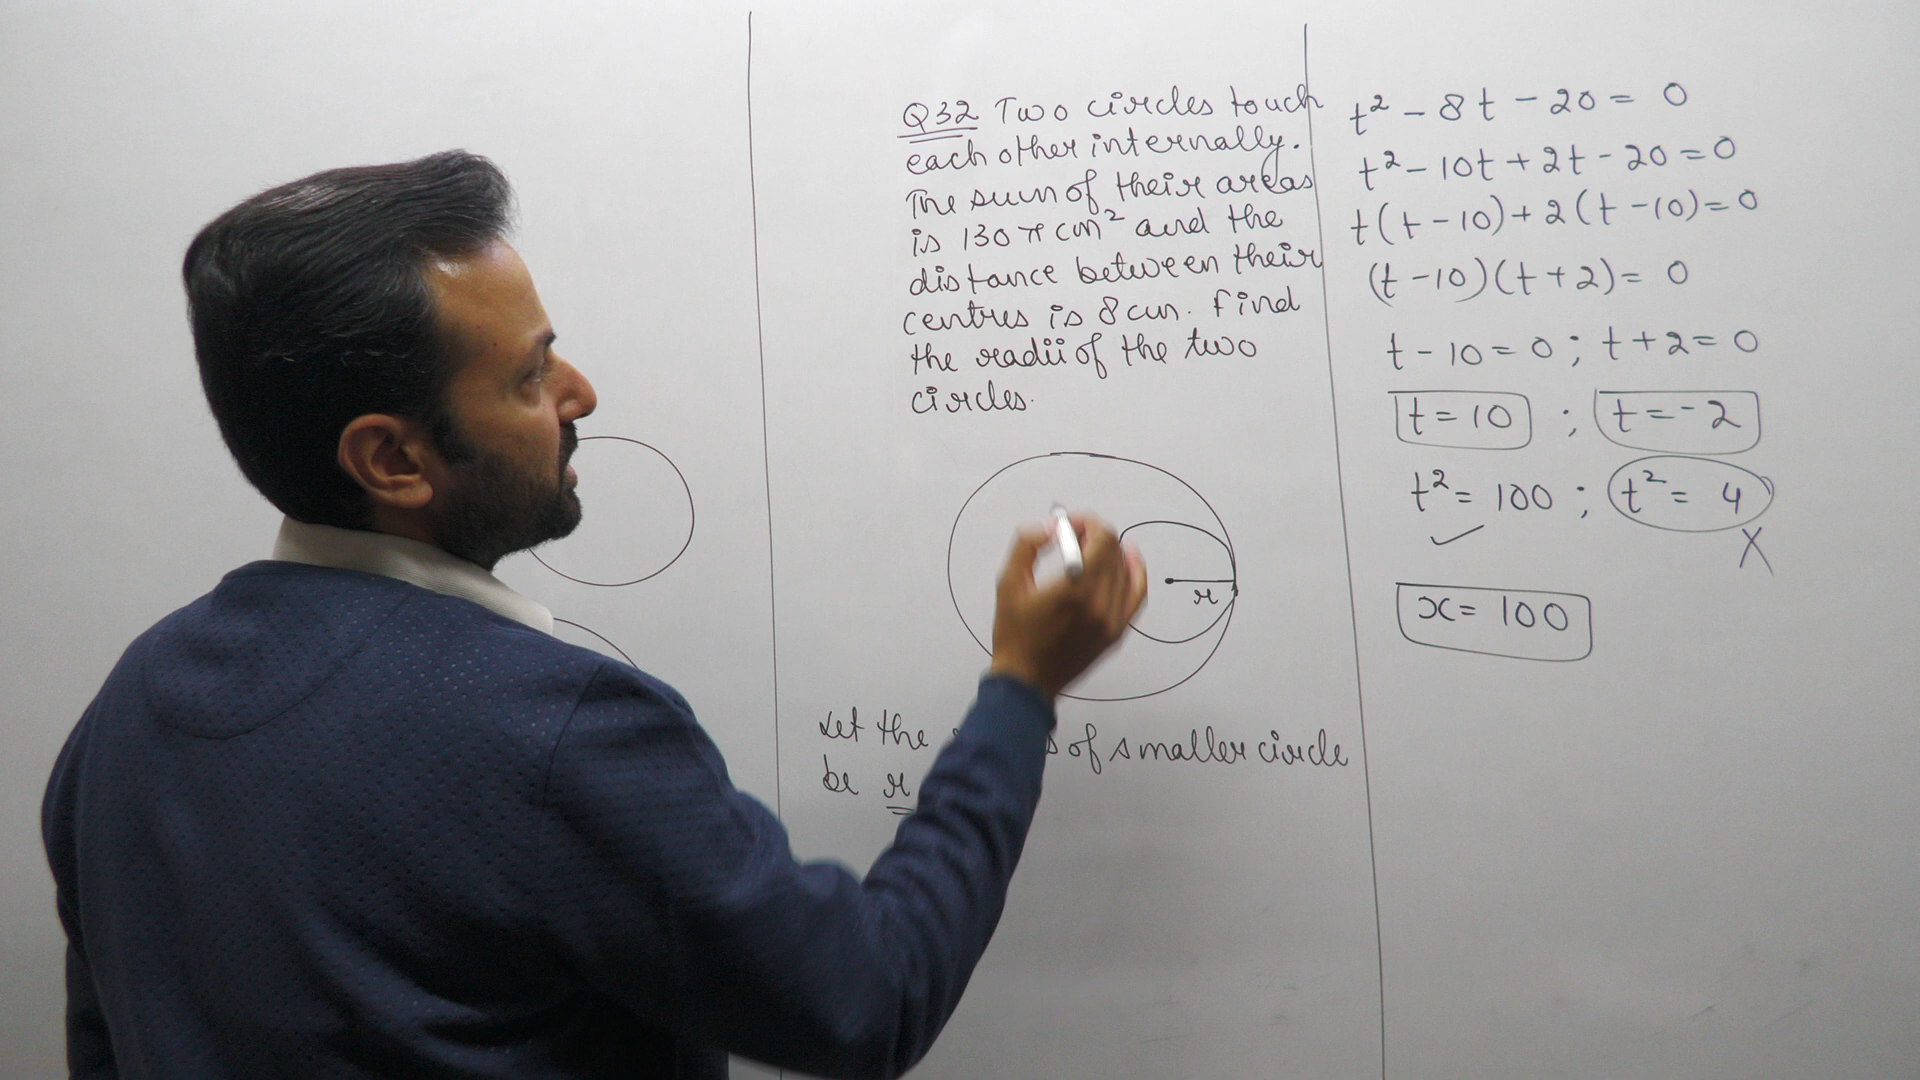 Q32 Two circles touch
each other internally.
The sum of their areas
is 130 π cm² and the
distance between their
centres is 8 cm. Find
the radii of the two
circles.
r
Let the of smaller circle
be r
t² - 8t - 20 = 0
t² - 10t + 2t - 20 = 0
t(t - 10) + 2(t - 10) = 0
(t - 10)(t + 2) = 0
t - 10 = 0 ; t + 2 = 0
t = 10 ; t = -2
t² = 100 ; t² = 4
✓ X
x = 100